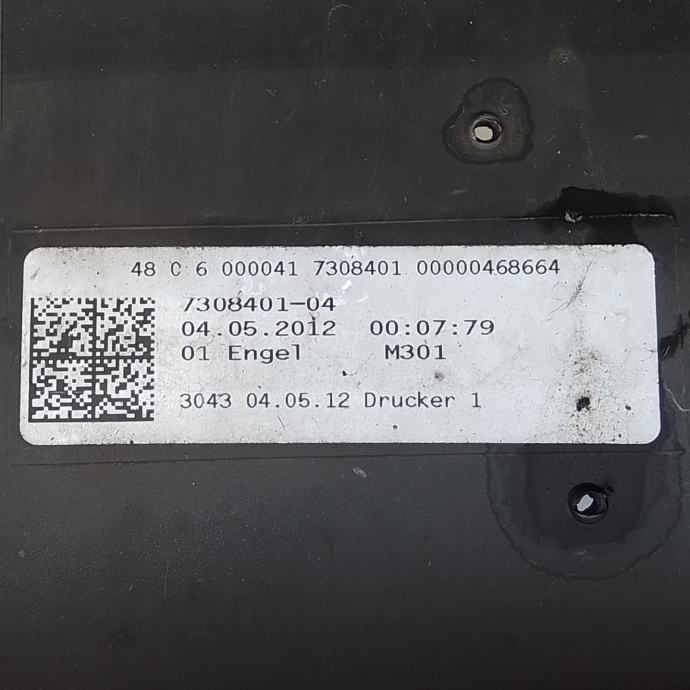 48 C 6 000041 7308401 00000468664
7308401-04
04.05.2012 00:07:79
01 Engel M301
3043 04.05.12 Drucker 1